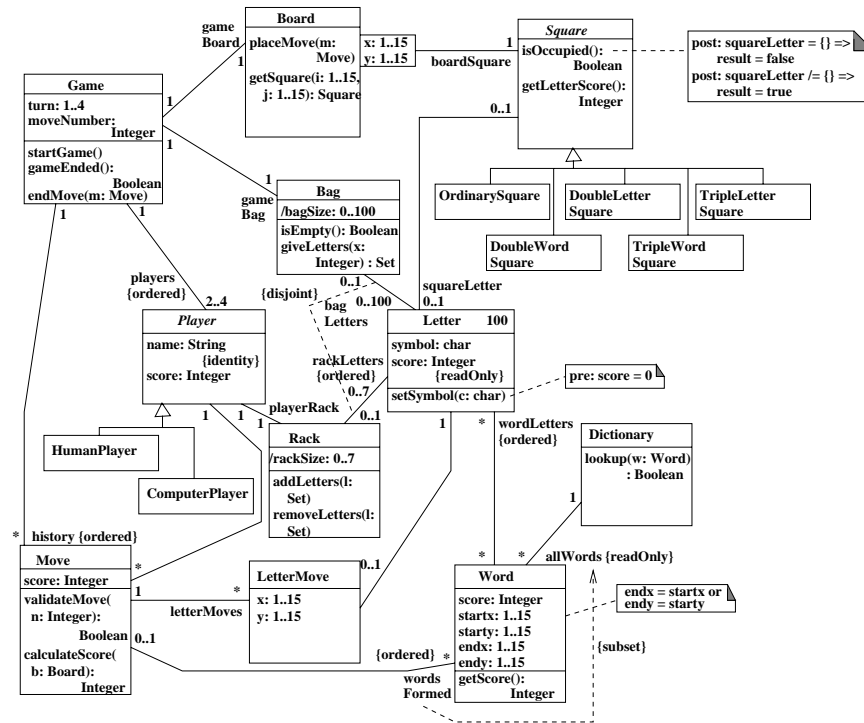 Board
placeMove(m:
Move)
getSquare(i: 1..15,
j: 1..15): Square
x: 1..15
y: 1..15
game
Board
1
1
boardSquare
1
0..1
Square
isOccupied():
Boolean
getLetterScore():
Integer
post: squareLetter = {} =>
result = false
post: squareLetter /= {} =>
result = true
Game
turn: 1..4
moveNumber:
Integer
startGame()
gameEnded():
Boolean
endMove(m: Move)
1
1
1
1
game
Bag
Bag
/bagSize: 0..100
isEmpty(): Boolean
giveLetters(x:
Integer) : Set
OrdinarySquare
DoubleLetter
Square
TripleLetter
Square
DoubleWord
Square
TripleWord
Square
players
{ordered}
2..4
{disjoint}
0..1
0..100
bag
Letters
squareLetter
0..1
Player
name: String
{identity}
score: Integer
Letter 100
symbol: char
score: Integer
{readOnly}
setSymbol(c: char)
pre: score = 0
rackLetters
{ordered}
0..7
0..1
1
1
playerRack
1
HumanPlayer
ComputerPlayer
Rack
/rackSize: 0..7
addLetters(l:
Set)
removeLetters(l:
Set)
1
*
wordLetters
{ordered}
Dictionary
lookup(w: Word)
: Boolean
1
*
history {ordered}
*
Move
score: Integer
validateMove(
n: Integer):
Boolean
calculateScore(
b: Board):
Integer
1
letterMoves
*
0..1
LetterMove
x: 1..15
y: 1..15
0..1
*
*
allWords {readOnly}
Word
score: Integer
startx: 1..15
starty: 1..15
endx: 1..15
endy: 1..15
getScore():
Integer
endx = startx or
endy = starty
{subset}
{ordered}
*
words
Formed